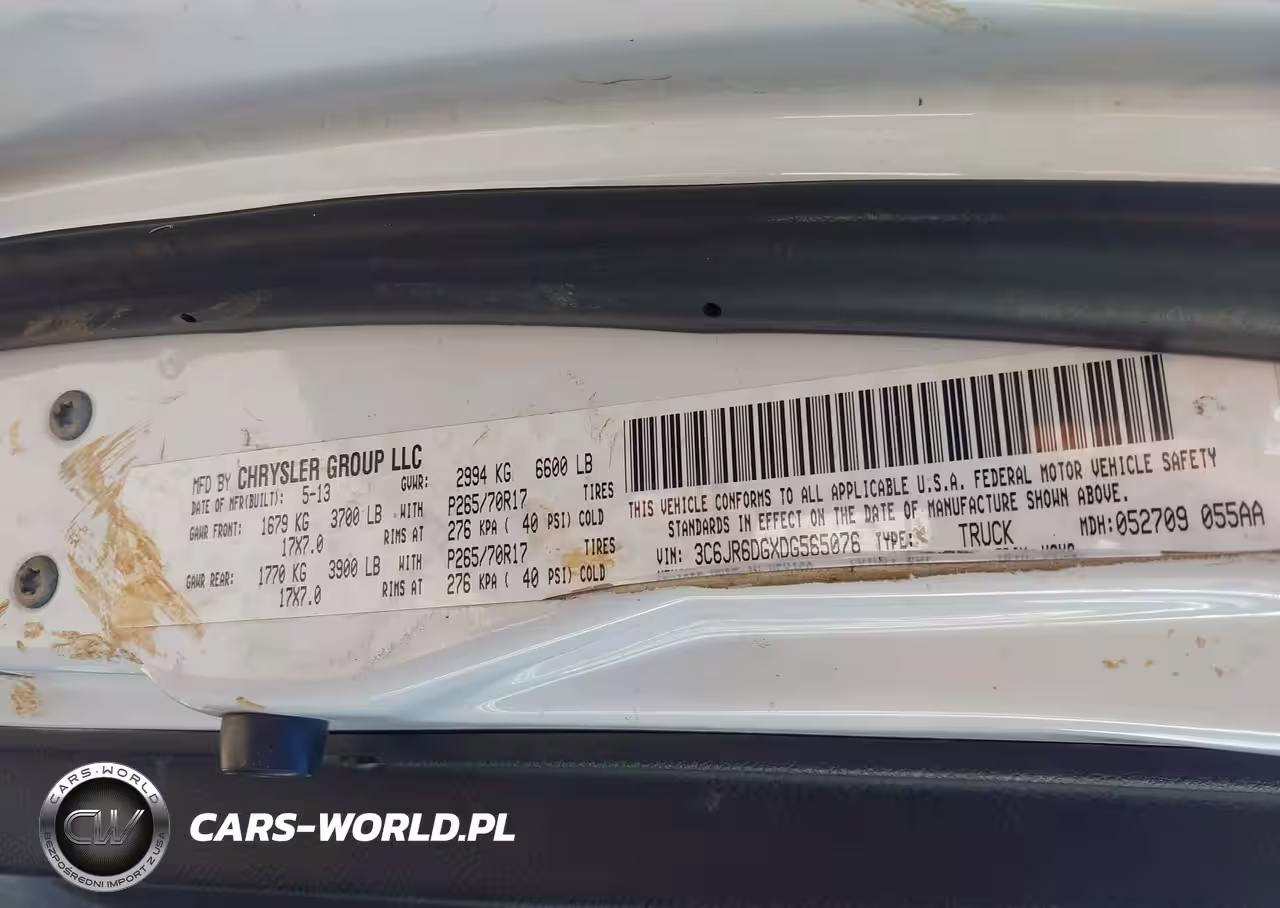 MFD BY CHRYSLER GROUP LLC
DATE OF MFR(BUILT): 5-13 GVWR: 2994 KG 6600 LB
GAWR FRONT: 1679 KG 3700 LB WITH P265/70R17 TIRES
17X7.0 RIMS AT 276 KPA ( 40 PSI) COLD
GAWR REAR: 1770 KG 3900 LB WITH P265/70R17 TIRES
17X7.0 RIMS AT 276 KPA ( 40 PSI) COLD
THIS VEHICLE CONFORMS TO ALL APPLICABLE U.S.A. FEDERAL MOTOR VEHICLE SAFETY
STANDARDS IN EFFECT ON THE DATE OF MANUFACTURE SHOWN ABOVE.
VIN: 3C6JR6DGXDG565076 TYPE: TRUCK MDH:052709 055AA
CARS-WORLD
CW
BEZPOŚREDNI IMPORT Z USA
CARS-WORLD.PL